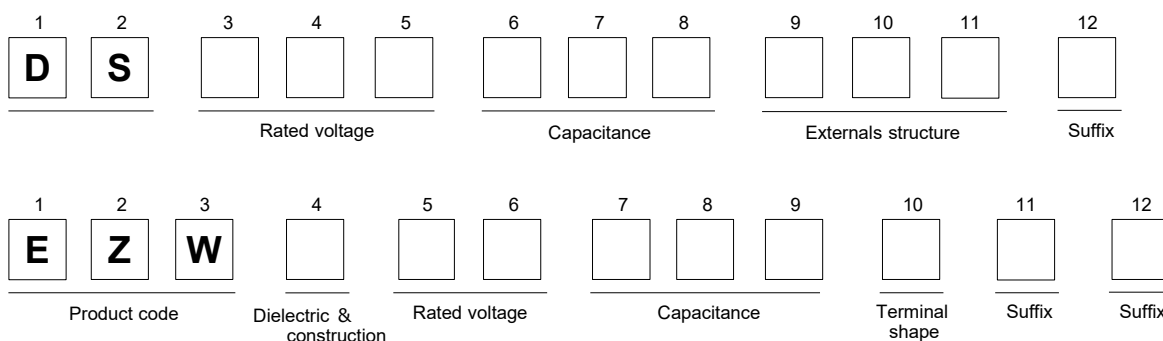 1 2 3 4 5 6 7 8 9 10 11 12
D S
Rated voltage Capacitance Externals structure Suffix
1 2 3 4 5 6 7 8 9 10 11 12
E Z W
Product code Dielectric & Rated voltage Capacitance Terminal Suffix Suffix
construction shape